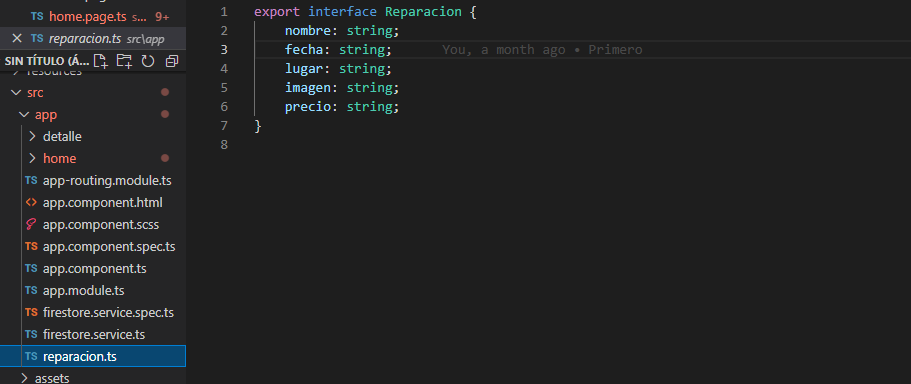 TS home.page.ts s... 9+
reparacion.ts src\app
SIN TÍTULO (Á...
resources
src
app
detalle
home
TS app-routing.module.ts
<> app.component.html
app.component.scss
TS app.component.spec.ts
TS app.component.ts
TS app.module.ts
TS firestore.service.spec.ts
TS firestore.service.ts
TS reparacion.ts
assets
1 export interface Reparacion {
2 nombre: string;
3 fecha: string; You, a month ago • Primero
4 lugar: string;
5 imagen: string;
6 precio: string;
7 }
8